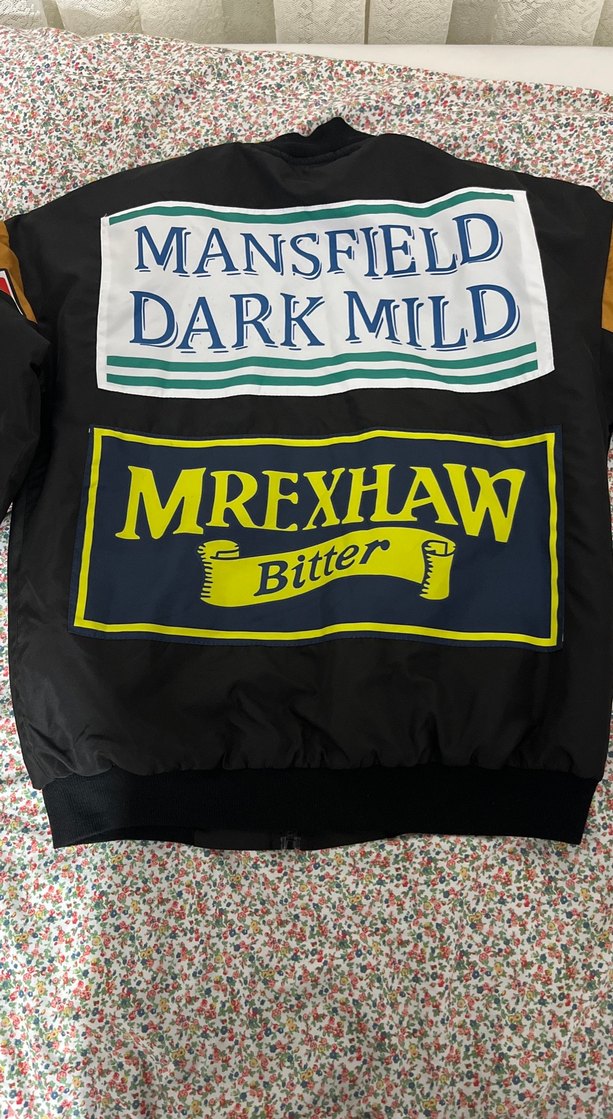 MANSFIELD
DARK MILD
MREXHAW
Bitter